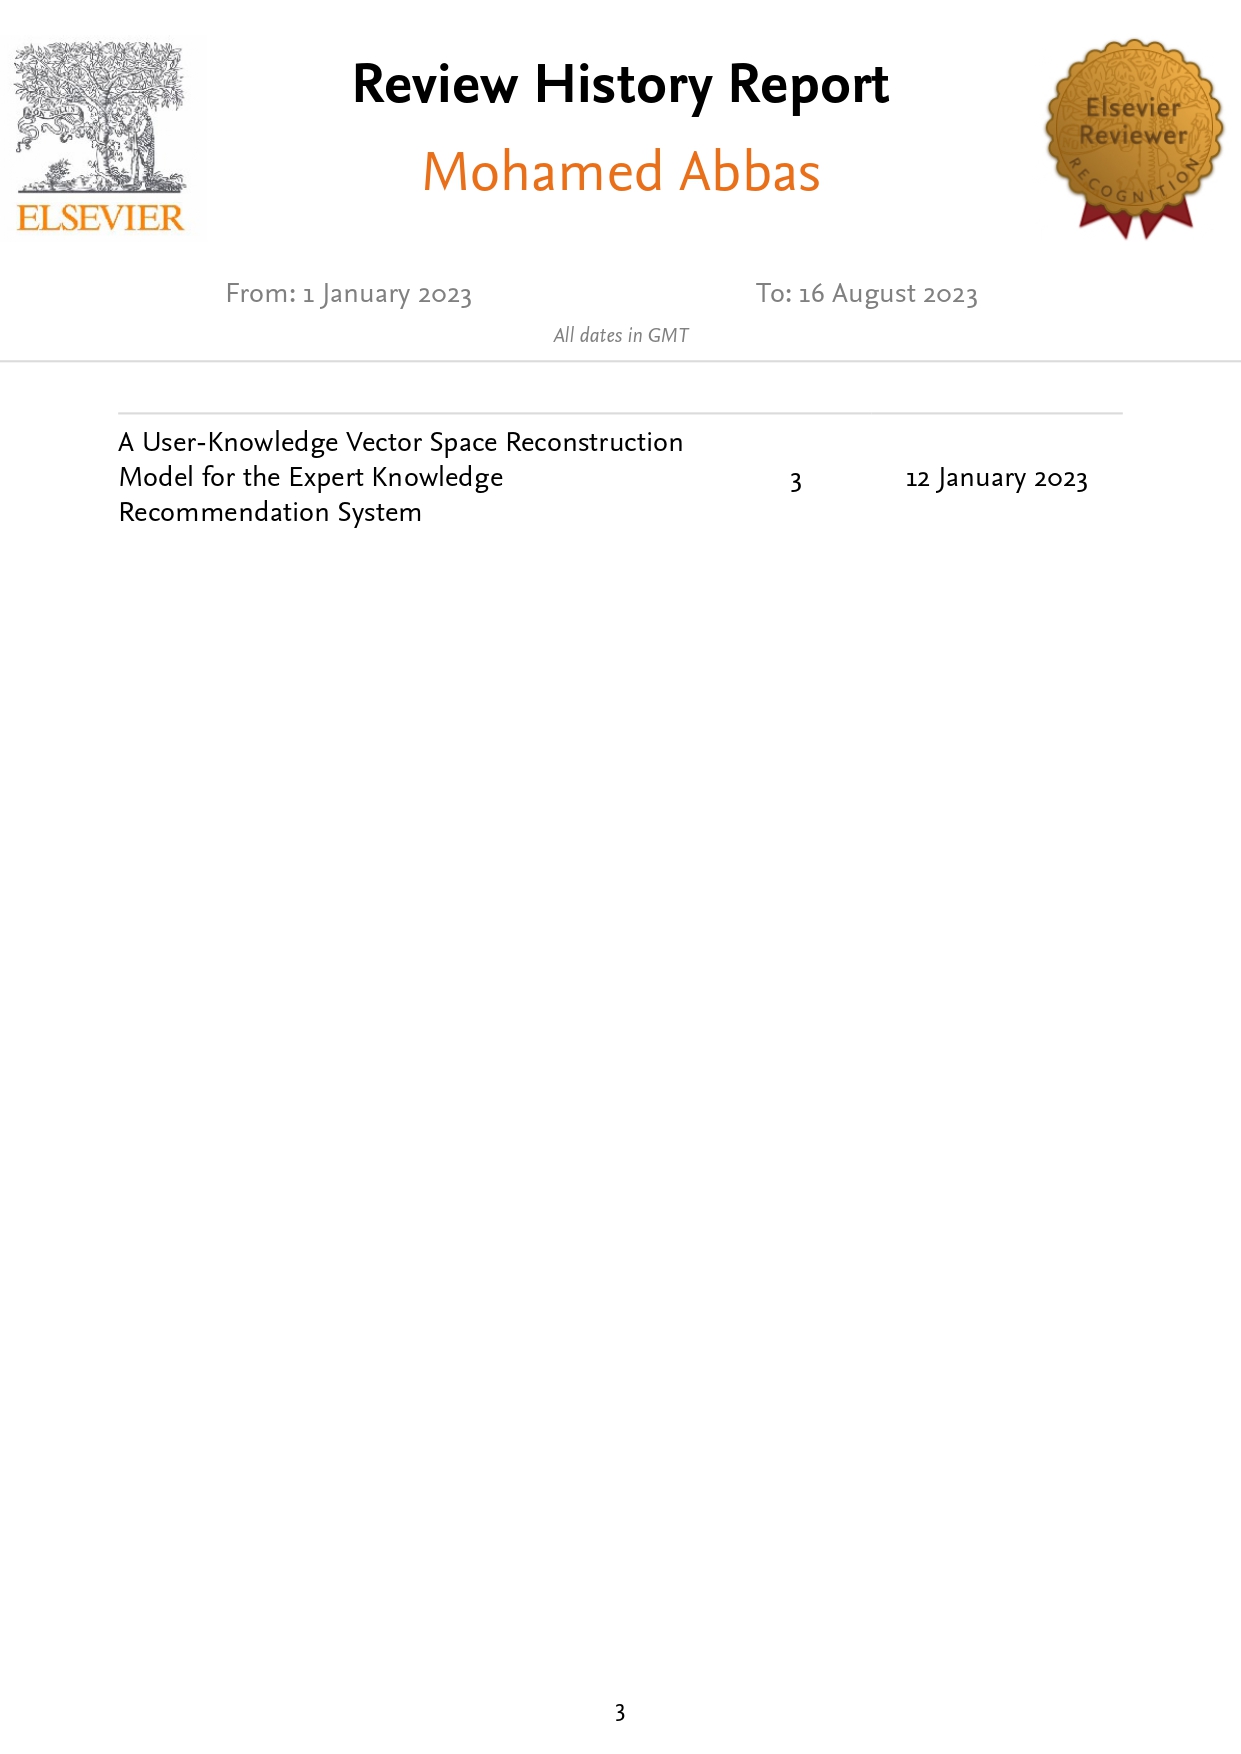 ELSEVIER
Review History Report
Mohamed Abbas
Elsevier
Reviewer
RECOGNITION
From: 1 January 2023
To: 16 August 2023
All dates in GMT
A User-Knowledge Vector Space Reconstruction
Model for the Expert Knowledge
Recommendation System
3
12 January 2023
3